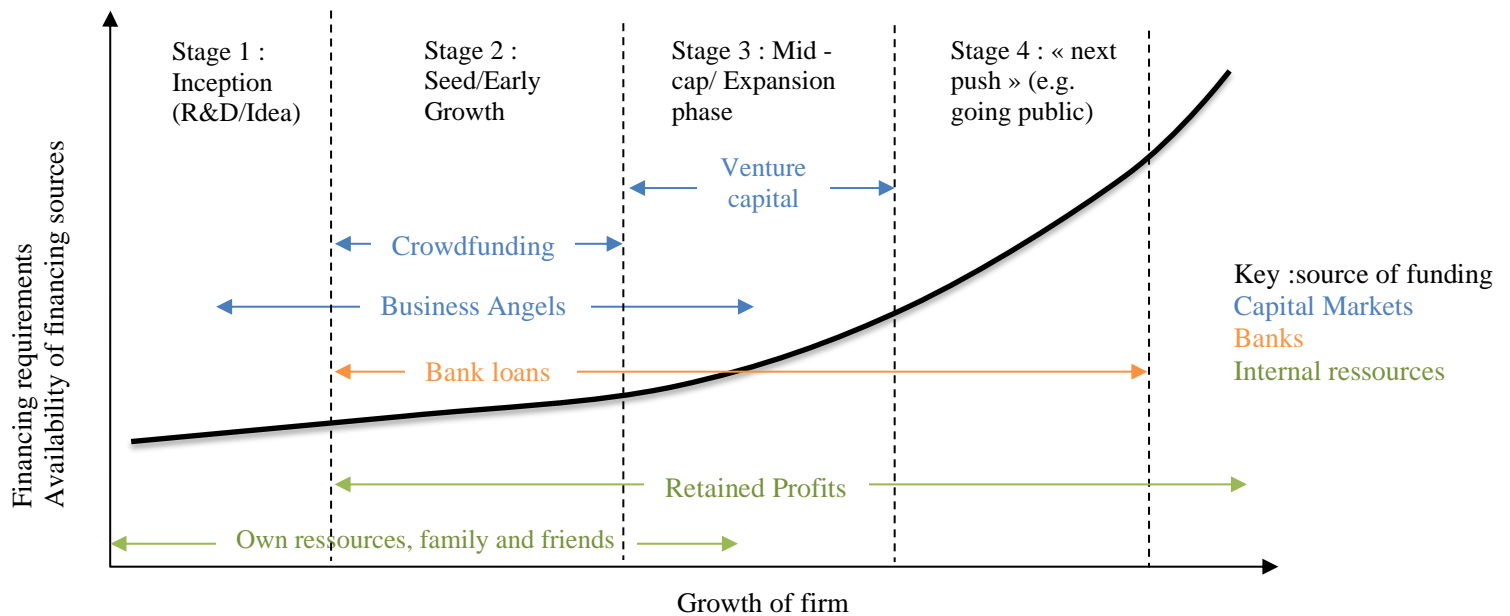 Stage 1 :
Inception
(R&D/Idea)
Stage 2 :
Seed/Early
Growth
Stage 3 : Mid -
cap/ Expansion
phase
Stage 4 : « next
push » (e.g.
going public)
Venture
capital
Crowdfunding
Business Angels
Bank loans
Retained Profits
Own ressources, family and friends
Financing requirements
Availability of financing sources
Growth of firm
Key :source of funding
Capital Markets
Banks
Internal ressources